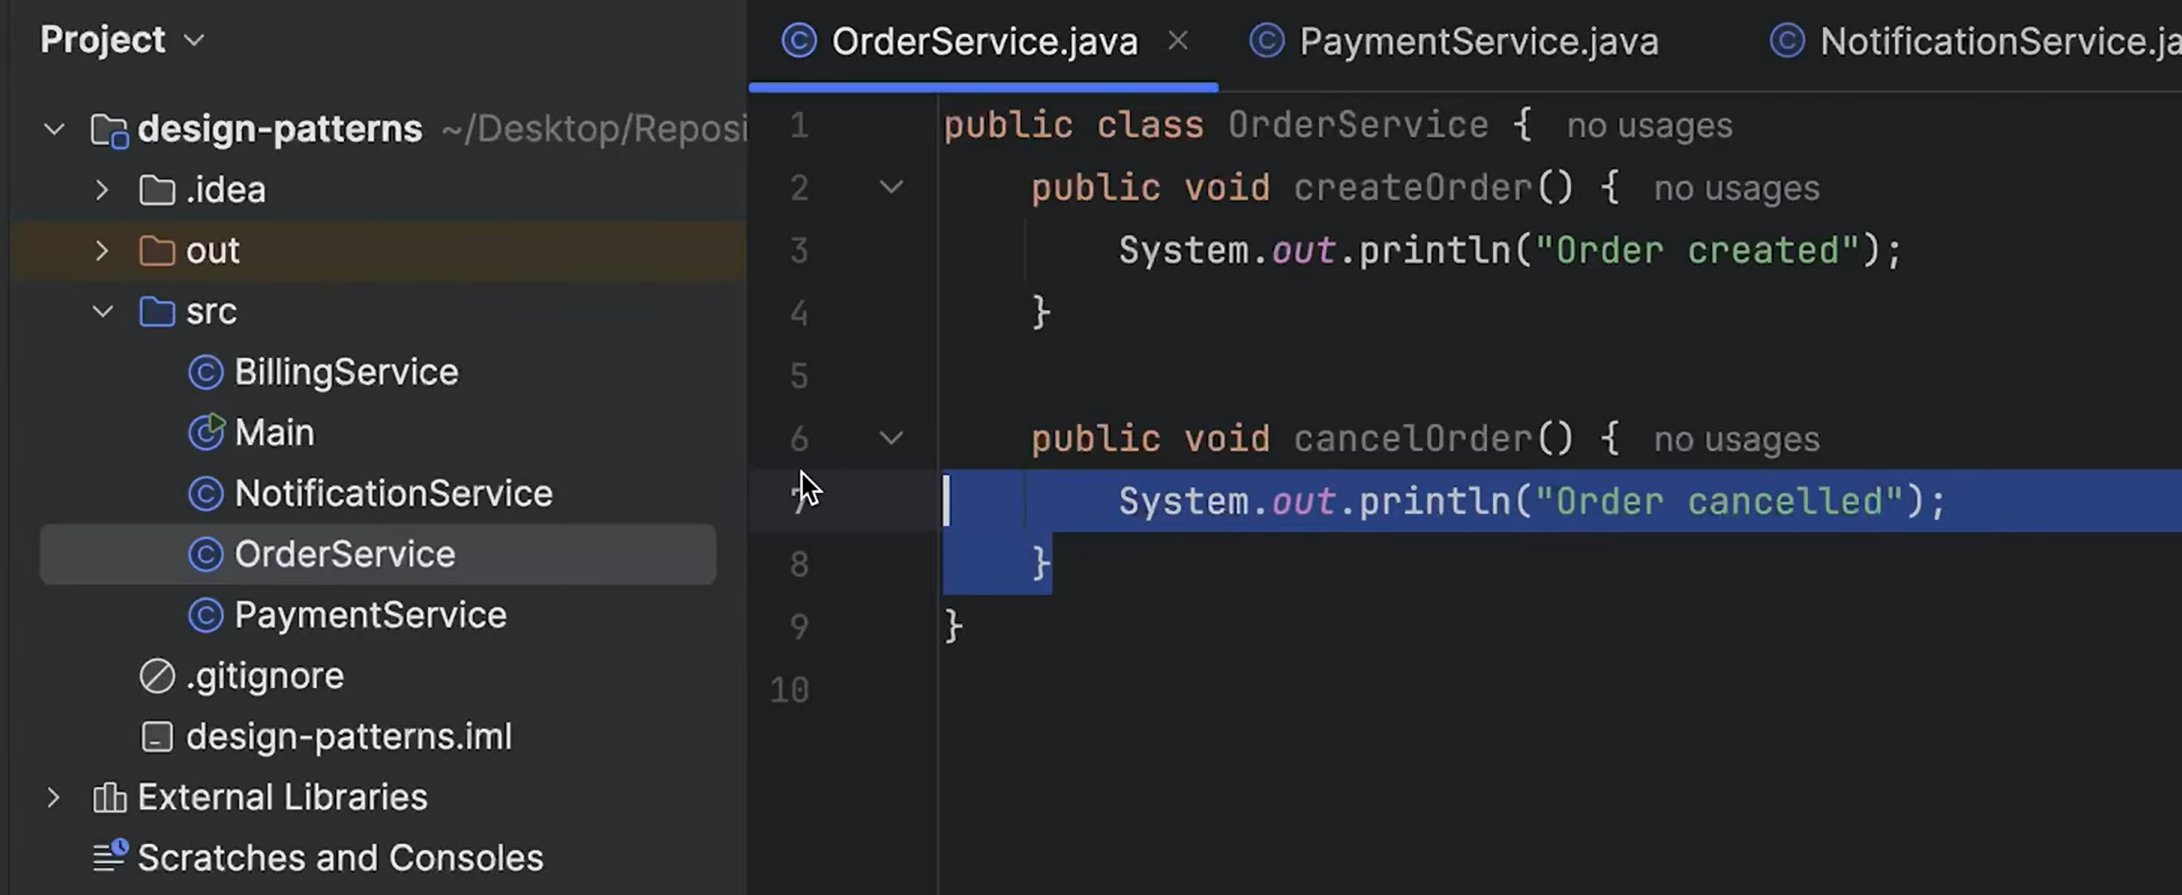 Project
design-patterns ~/Desktop/Reposi
.idea
out
src
BillingService
Main
NotificationService
OrderService
PaymentService
.gitignore
design-patterns.iml
External Libraries
Scratches and Consoles
OrderService.java PaymentService.java NotificationService.ja
1 public class OrderService { no usages
2 public void createOrder() { no usages
3 System.out.println("Order created");
4 }
5
6 public void cancelOrder() { no usages
7 System.out.println("Order cancelled");
8 }
9 }
10